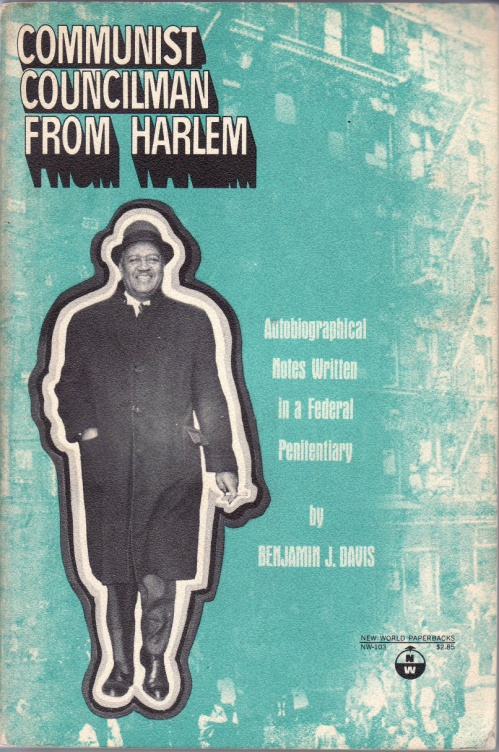 COMMUNIST
COUNCILMAN
FROM HARLEM
Autobiographical
Notes Written
in a Federal
Penitentiary
by
BENJAMIN J. DAVIS
NEW WORLD PAPERBACKS
NW-103 $2.85
N
W